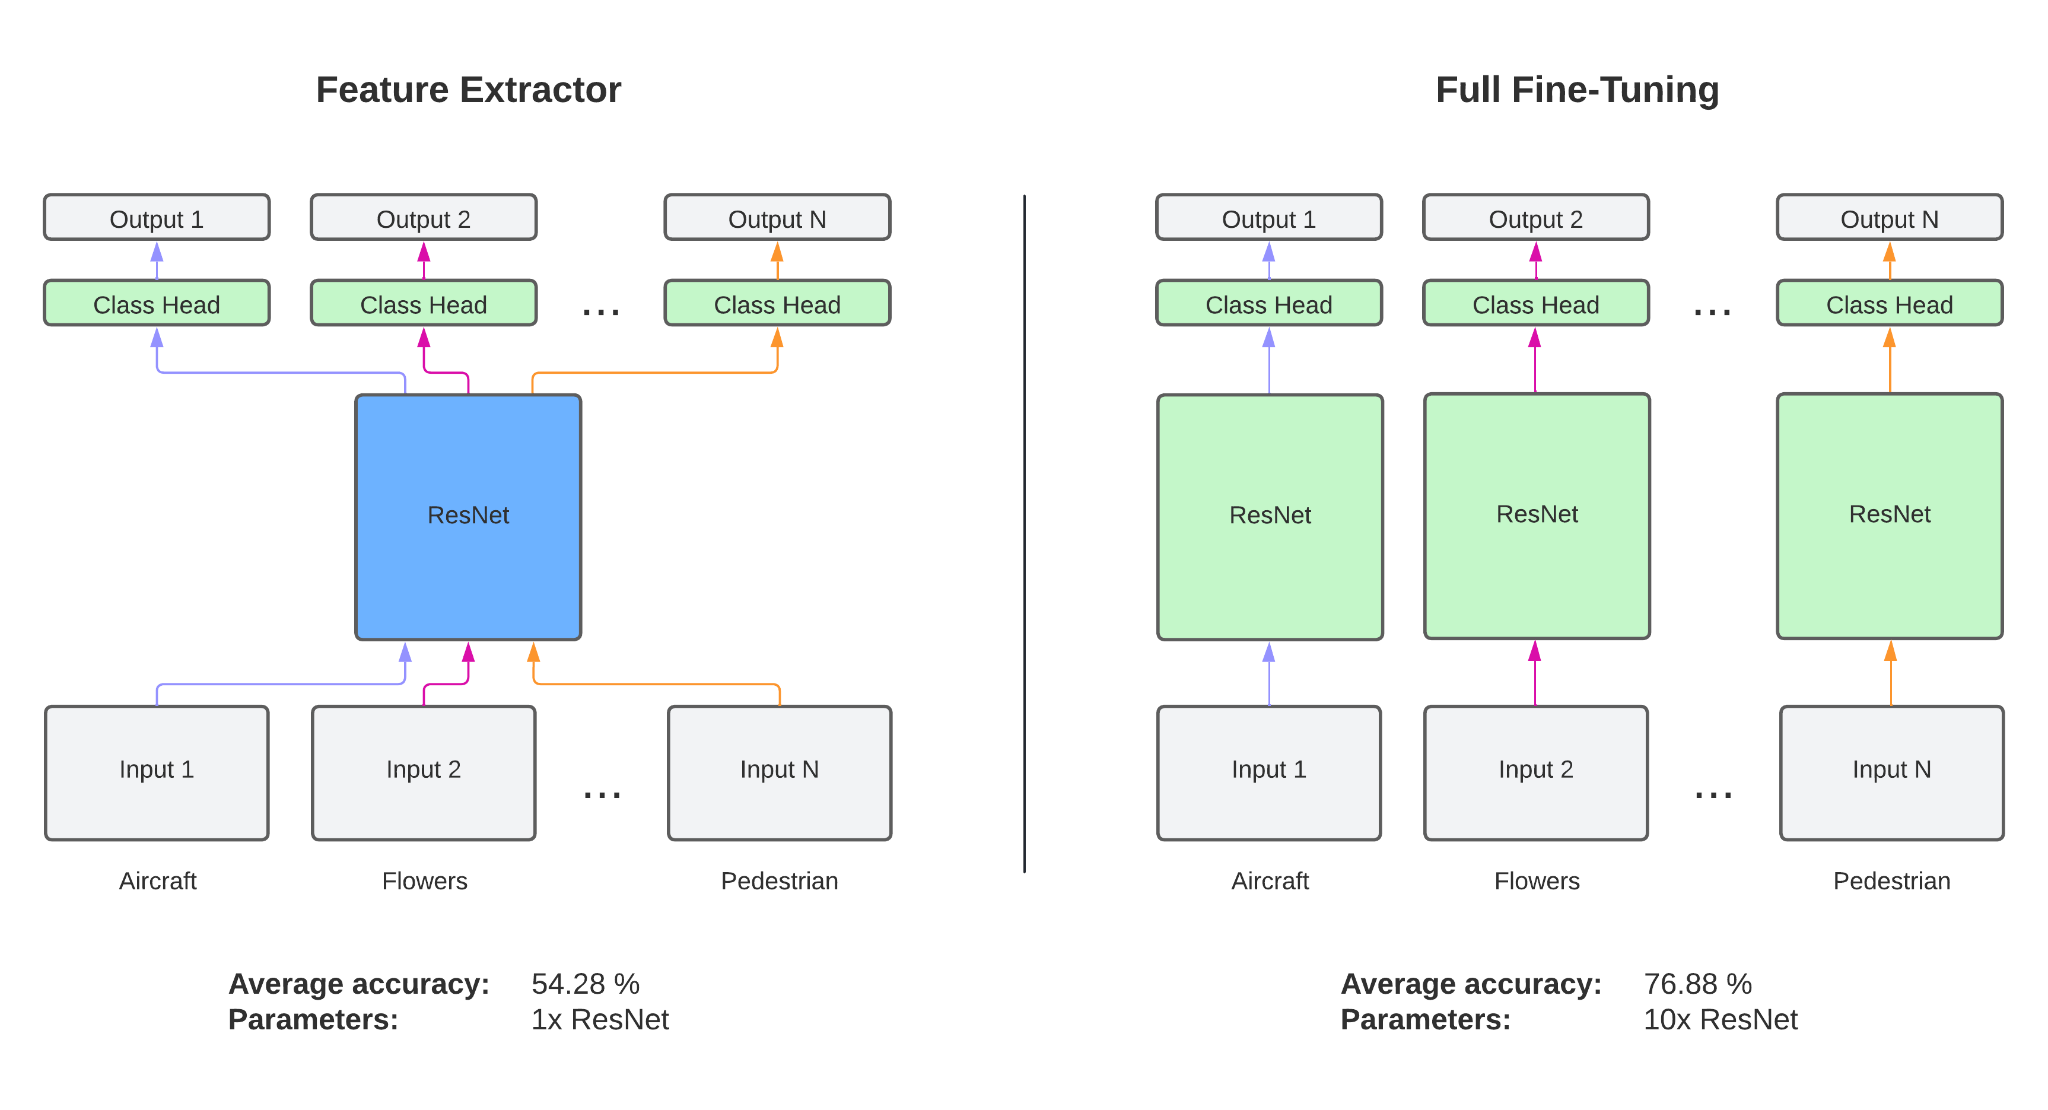 Feature Extractor
Output 1
Output 2
Output N
Class Head
Class Head
...
Class Head
ResNet
Input 1
Input 2
...
Input N
Aircraft
Flowers
Pedestrian
Average accuracy: 54.28 %
Parameters: 1x ResNet
Full Fine-Tuning
Output 1
Output 2
Output N
Class Head
Class Head
...
Class Head
ResNet
ResNet
ResNet
Input 1
Input 2
...
Input N
Aircraft
Flowers
Pedestrian
Average accuracy: 76.88 %
Parameters: 10x ResNet